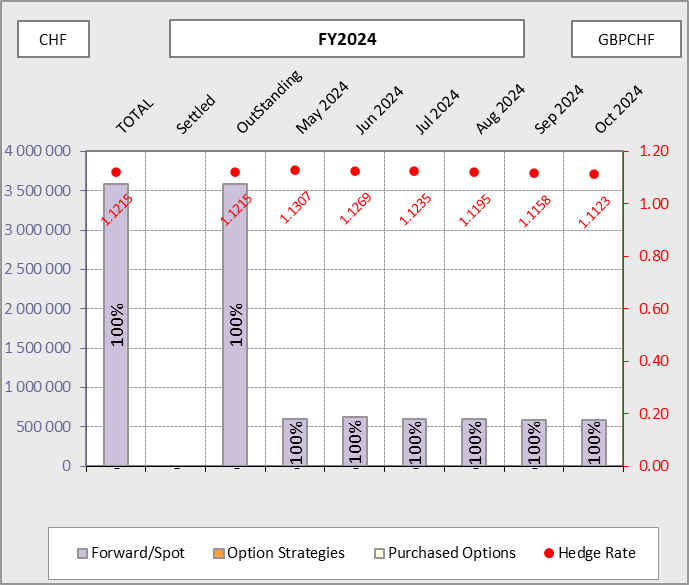 CHF
FY2024
GBPCHF
TOTAL
Settled
OutStanding
May 2024
Jun 2024
Jul 2024
Aug 2024
Sep 2024
Oct 2024
4 000 000
3 500 000
3 000 000
2 500 000
2 000 000
1 500 000
1 000 000
500 000
0
1.20
1.00
0.80
0.60
0.40
0.20
0.00
1.1215
1.1215
1.1307
1.1269
1.1235
1.1195
1.1158
1.1123
100%
100%
100%
100%
100%
100%
100%
100%
Forward/Spot
Option Strategies
Purchased Options
Hedge Rate